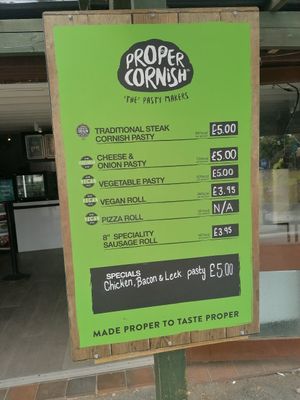 PROPER
CORNISH
'THE' PASTY MAKERS
TRADITIONAL STEAK
CORNISH PASTY £5.00
CHEESE &
ONION PASTY £5.00
VEGETABLE PASTY £5.00
VEGAN ROLL £3.95
PIZZA ROLL N/A
8" SPECIALITY
SAUSAGE ROLL £3.95
SPECIALS
Chicken, Bacon & Leek pasty £5.00
MADE PROPER TO TASTE PROPER